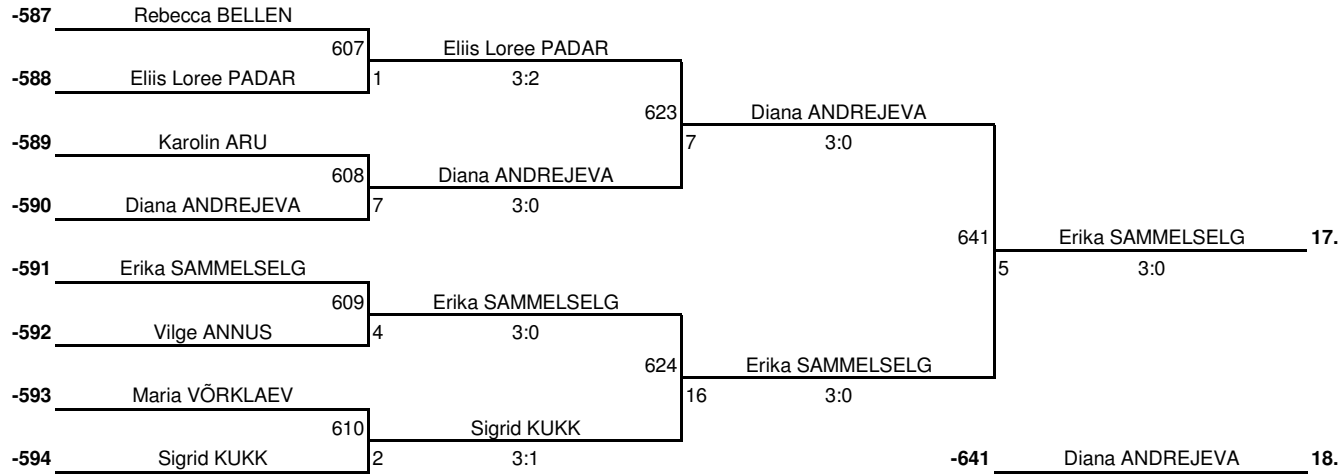 -587 Rebecca BELLEN
607 Eliis Loree PADAR
-588 Eliis Loree PADAR 1 3:2
623 Diana ANDREJEVA
-589 Karolin ARU 7 3:0
608 Diana ANDREJEVA
-590 Diana ANDREJEVA 7 3:0
641 Erika SAMMELSELG 17.
-591 Erika SAMMELSELG 5 3:0
609 Erika SAMMELSELG
-592 Vilge ANNUS 4 3:0
624 Erika SAMMELSELG
-593 Maria VÕRKLAEV 16 3:0
610 Sigrid KUKK
-594 Sigrid KUKK 2 3:1 -641 Diana ANDREJEVA 18.